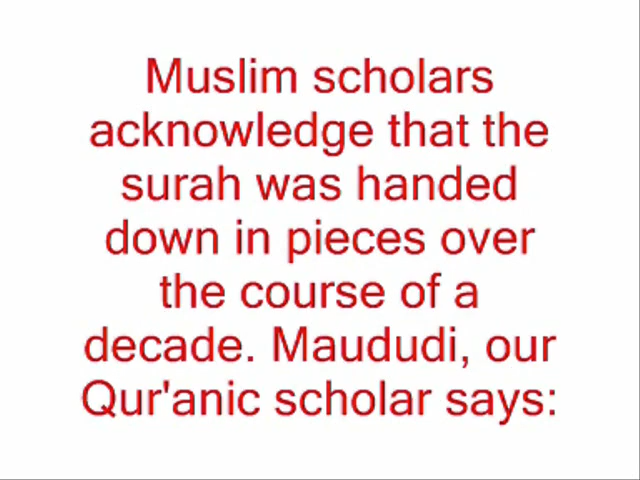 Muslim scholars
acknowledge that the
surah was handed
down in pieces over
the course of a
decade. Maududi, our
Qur'anic scholar says: